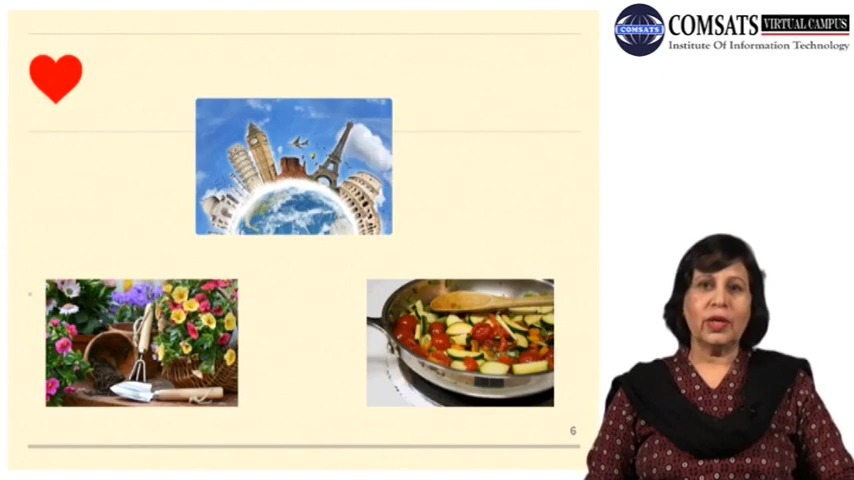 COMSATS VIRTUAL CAMPUS
Institute Of Information Technology
COMSATS
6